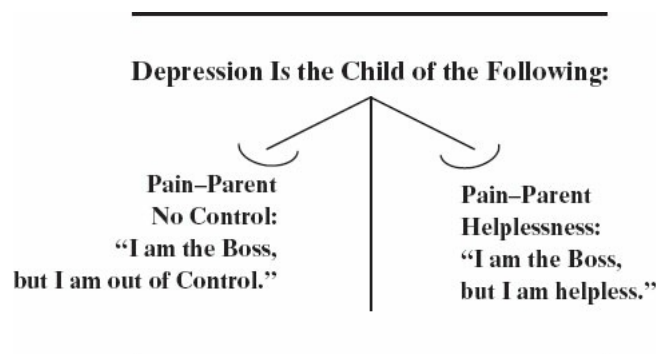 Depression Is the Child of the Following:
Pain–Parent
No Control:
“I am the Boss,
but I am out of Control.”
Pain–Parent
Helplessness:
“I am the Boss,
but I am helpless.”